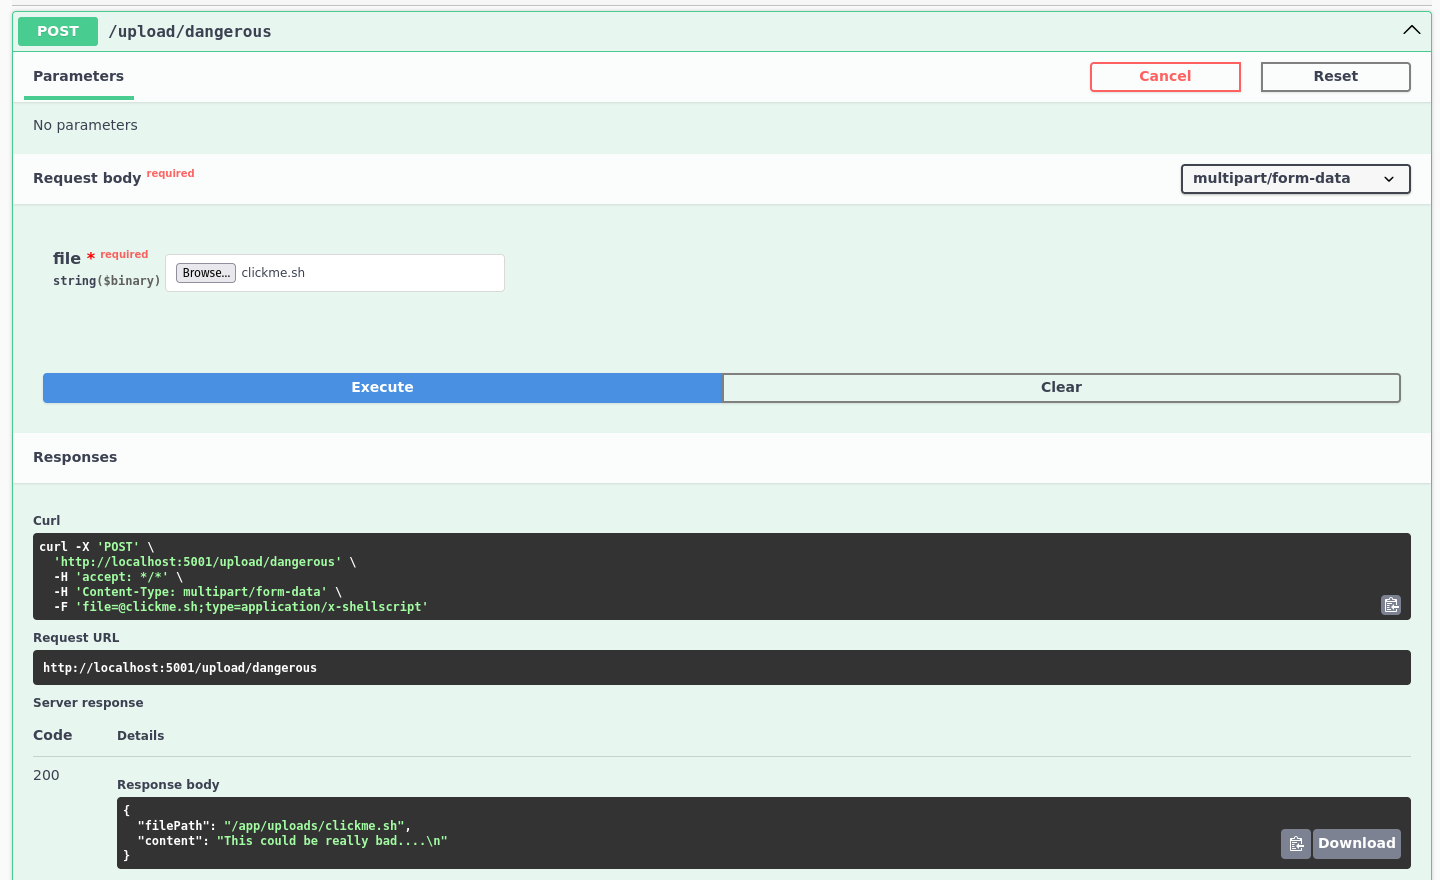 POST /upload/dangerous
Parameters
Cancel
Reset
No parameters
Request body required
multipart/form-data
file * required
string($binary)
Browse... clickme.sh
Execute
Clear
Responses
Curl
curl -X 'POST' \
  'http://localhost:5001/upload/dangerous' \
  -H 'accept: */*' \
  -H 'Content-Type: multipart/form-data' \
  -F 'file=@clickme.sh;type=application/x-shellscript'
Request URL
http://localhost:5001/upload/dangerous
Server response
Code Details
200
Response body
{
  "filePath": "/app/uploads/clickme.sh",
  "content": "This could be really bad....\n"
}
Download